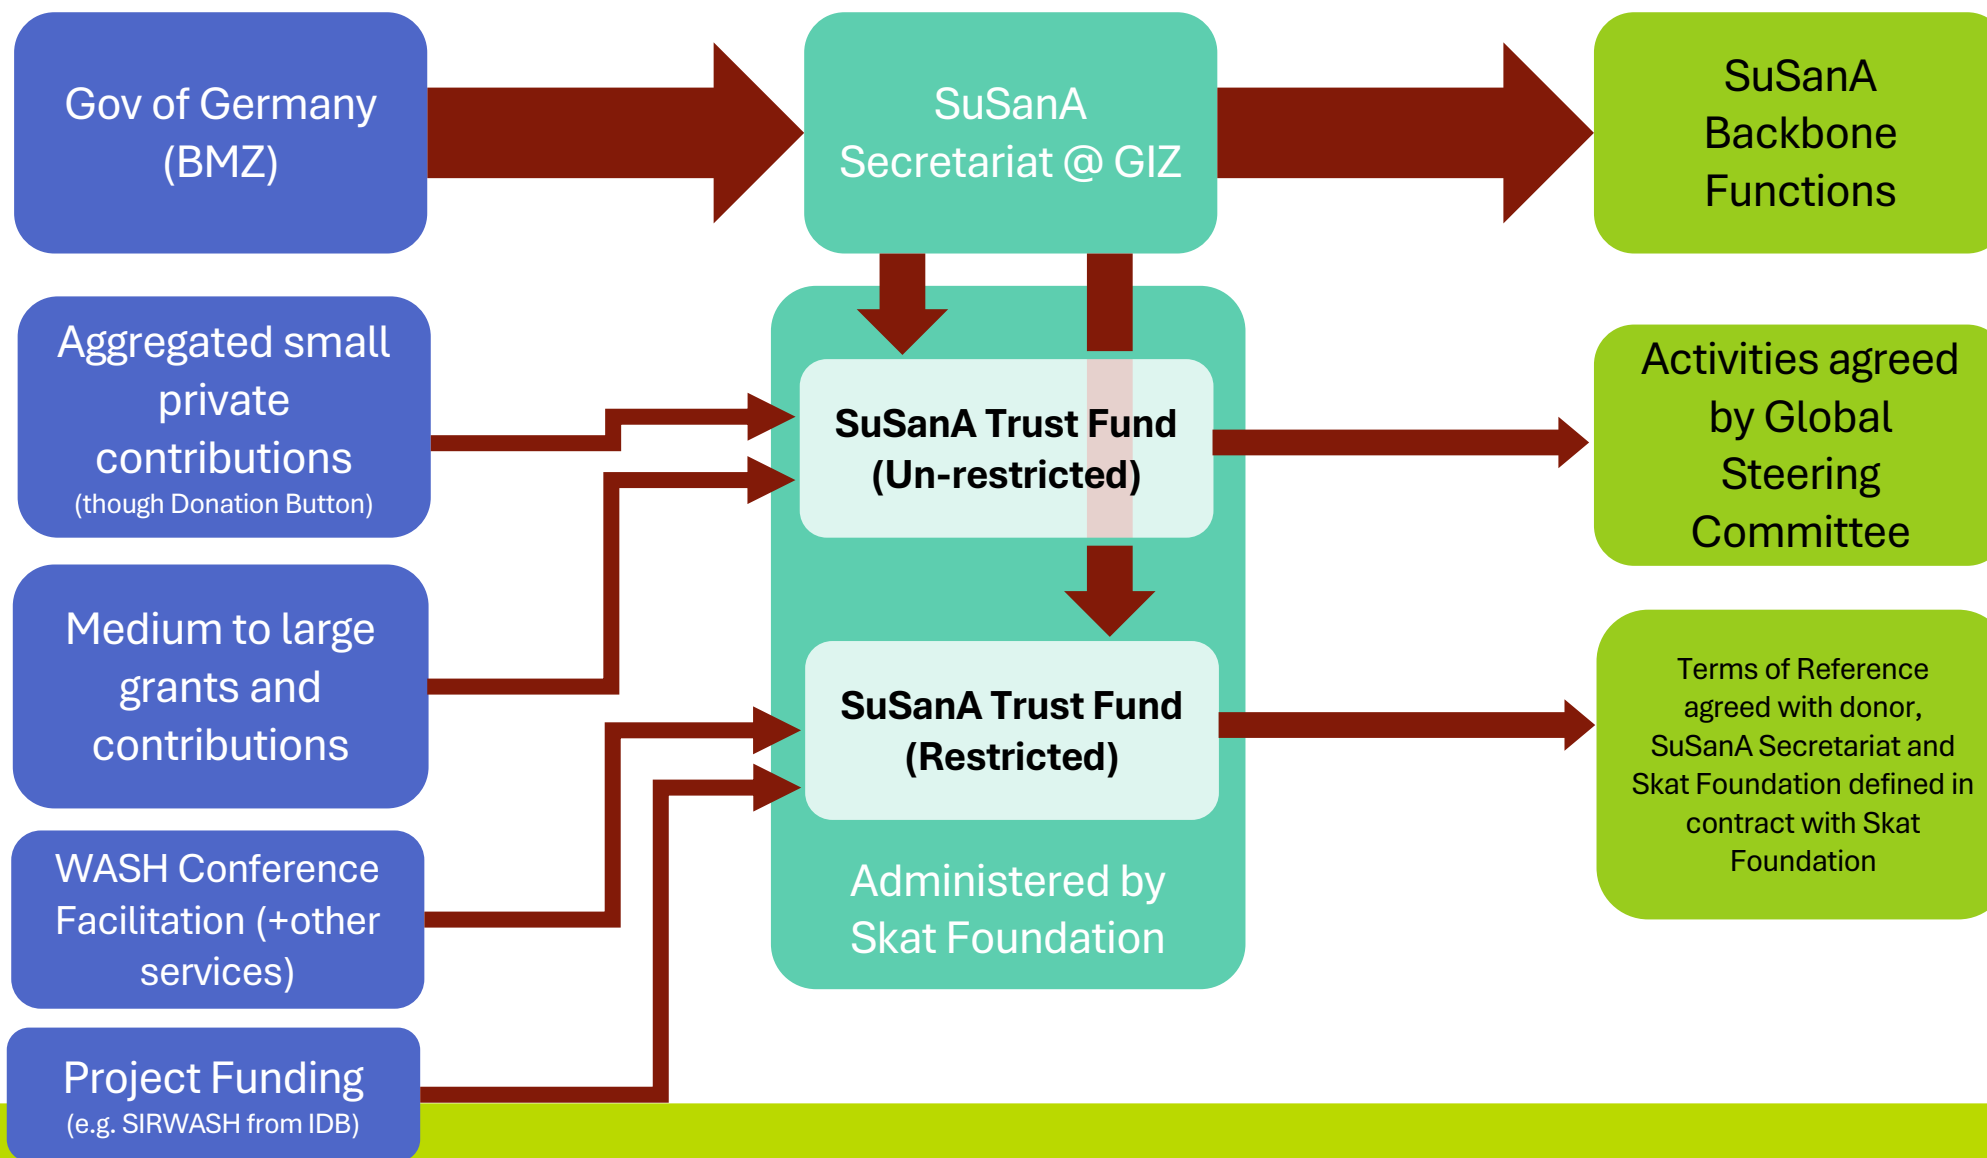 Gov of Germany
(BMZ)
SuSanA
Secretariat @ GIZ
SuSanA
Backbone
Functions
Aggregated small
private
contributions
(though Donation Button)
SuSanA Trust Fund
(Un-restricted)
Activities agreed
by Global
Steering
Committee
Medium to large
grants and
contributions
SuSanA Trust Fund
(Restricted)
Terms of Reference
agreed with donor,
SuSanA Secretariat and
Skat Foundation defined in
contract with Skat
Foundation
WASH Conference
Facilitation (+other
services)
Administered by
Skat Foundation
Project Funding
(e.g. SIRWASH from IDB)